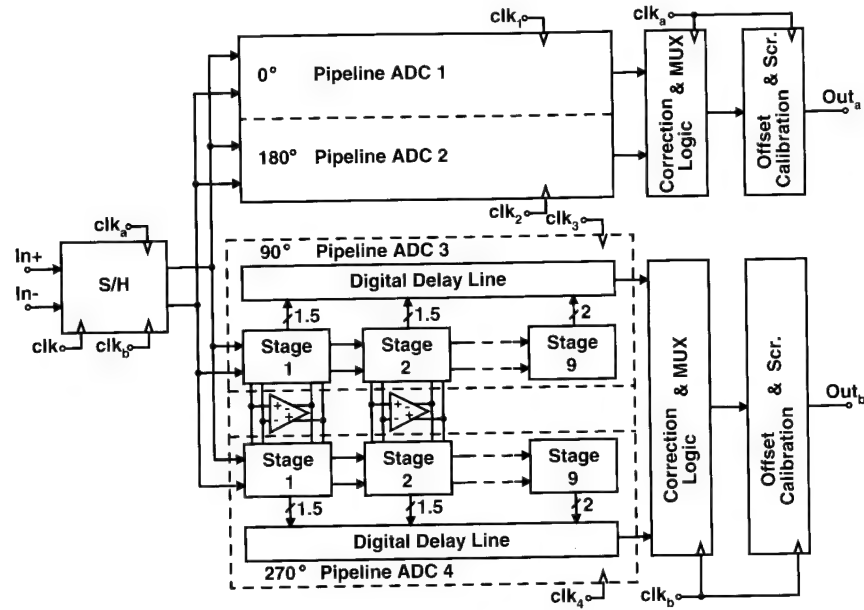 clk1
clka
0° Pipeline ADC 1
180° Pipeline ADC 2
Correction & MUX
Logic
Offset & Scr.
Calibration
Outa
clk2
clk3
clka
In+
In-
S/H
clk
clkb
90° Pipeline ADC 3
Digital Delay Line
1.5
1.5
2
Stage
1
Stage
2
Stage
9
+ -
- +
+ -
- +
Stage
1
Stage
2
Stage
9
1.5
1.5
2
Digital Delay Line
270° Pipeline ADC 4
clk4
Correction & MUX
Logic
Offset & Scr.
Calibration
Outb
clkb